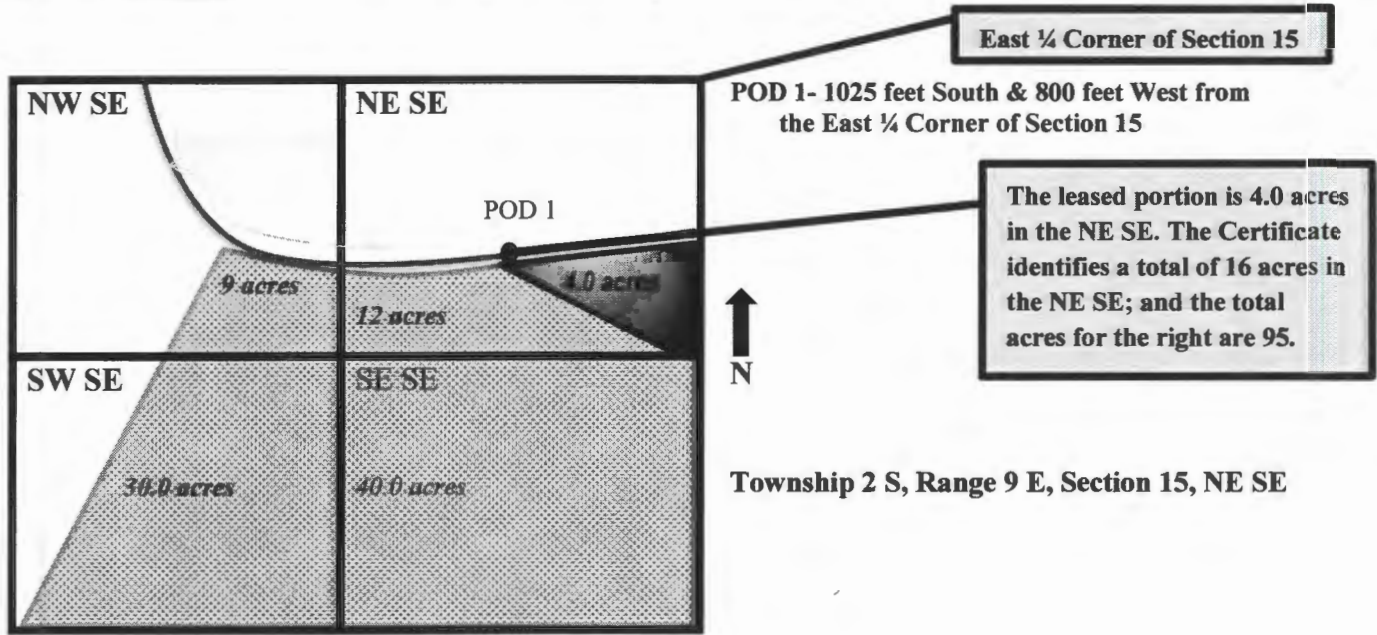 East ¼ Corner of Section 15
NW SE
NE SE
POD 1- 1025 feet South & 800 feet West from
the East ¼ Corner of Section 15
POD 1
The leased portion is 4.0 acres
in the NE SE. The Certificate
identifies a total of 16 acres in
the NE SE; and the total
acres for the right are 95.
9 acres
4.0 acres
12 acres
N
SW SE
SE SE
30.0 acres
40.0 acres
Township 2 S, Range 9 E, Section 15, NE SE